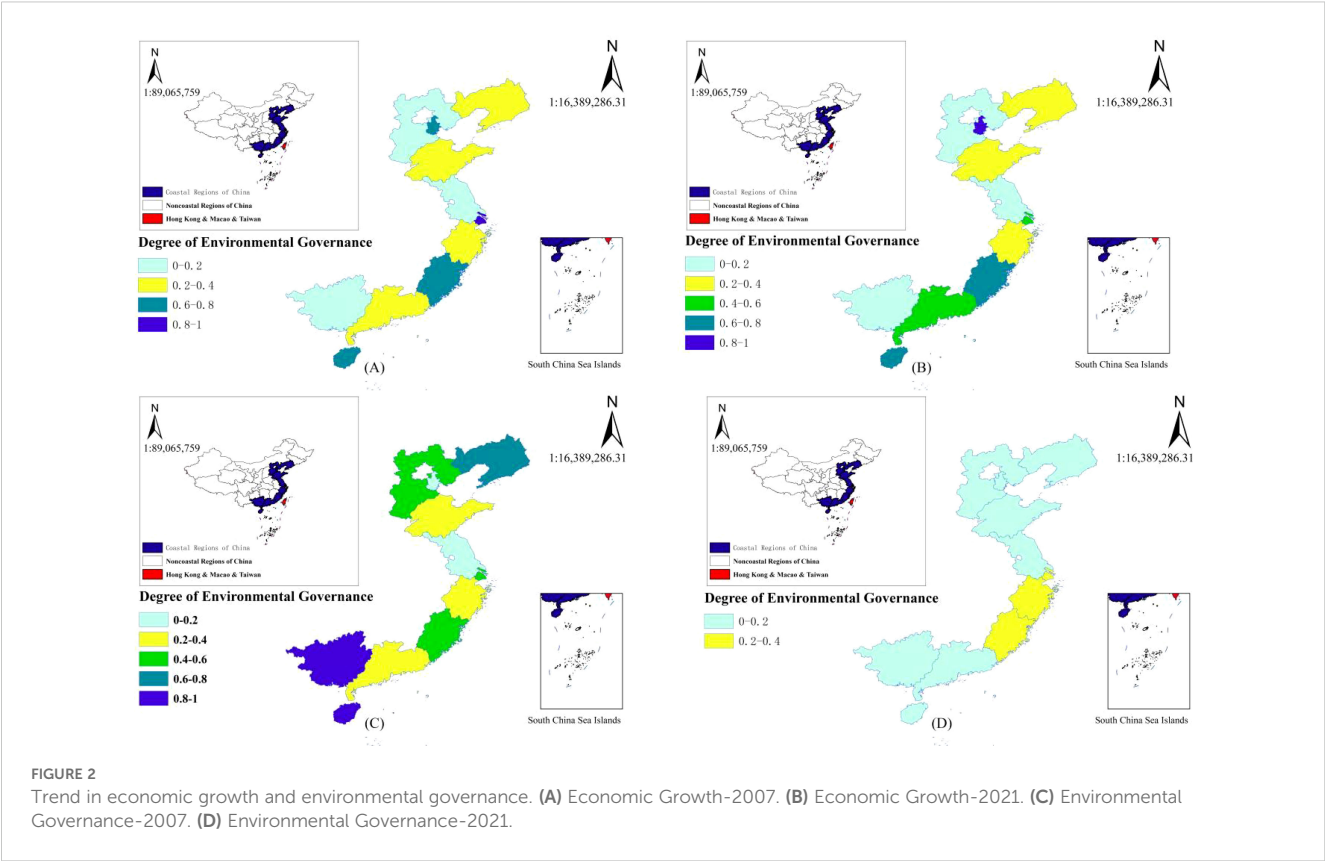 N
1:89,065,759
Coastal Regions of China
Noncoastal Regions of China
Hong Kong & Macao & Taiwan
N
1:16,389,286.31
Degree of Environmental Governance
0-0.2
0.2-0.4
0.6-0.8
0.8-1
(A)
South China Sea Islands
N
1:89,065,759
Coastal Regions of China
Noncoastal Regions of China
Hong Kong & Macao & Taiwan
N
1:16,389,286.31
Degree of Environmental Governance
0-0.2
0.2-0.4
0.4-0.6
0.6-0.8
0.8-1
(B)
South China Sea Islands
N
1:89,065,759
Coastal Regions of China
Noncoastal Regions of China
Hong Kong & Macao & Taiwan
N
1:16,389,286.31
Degree of Environmental Governance
0-0.2
0.2-0.4
0.4-0.6
0.6-0.8
0.8-1
(C)
South China Sea Islands
N
1:89,065,759
Coastal Regions of China
Noncoastal Regions of China
Hong Kong & Macao & Taiwan
N
1:16,389,286.31
Degree of Environmental Governance
0-0.2
0.2-0.4
(D)
South China Sea Islands
FIGURE 2
Trend in economic growth and environmental governance. (A) Economic Growth-2007. (B) Economic Growth-2021. (C) Environmental
Governance-2007. (D) Environmental Governance-2021.